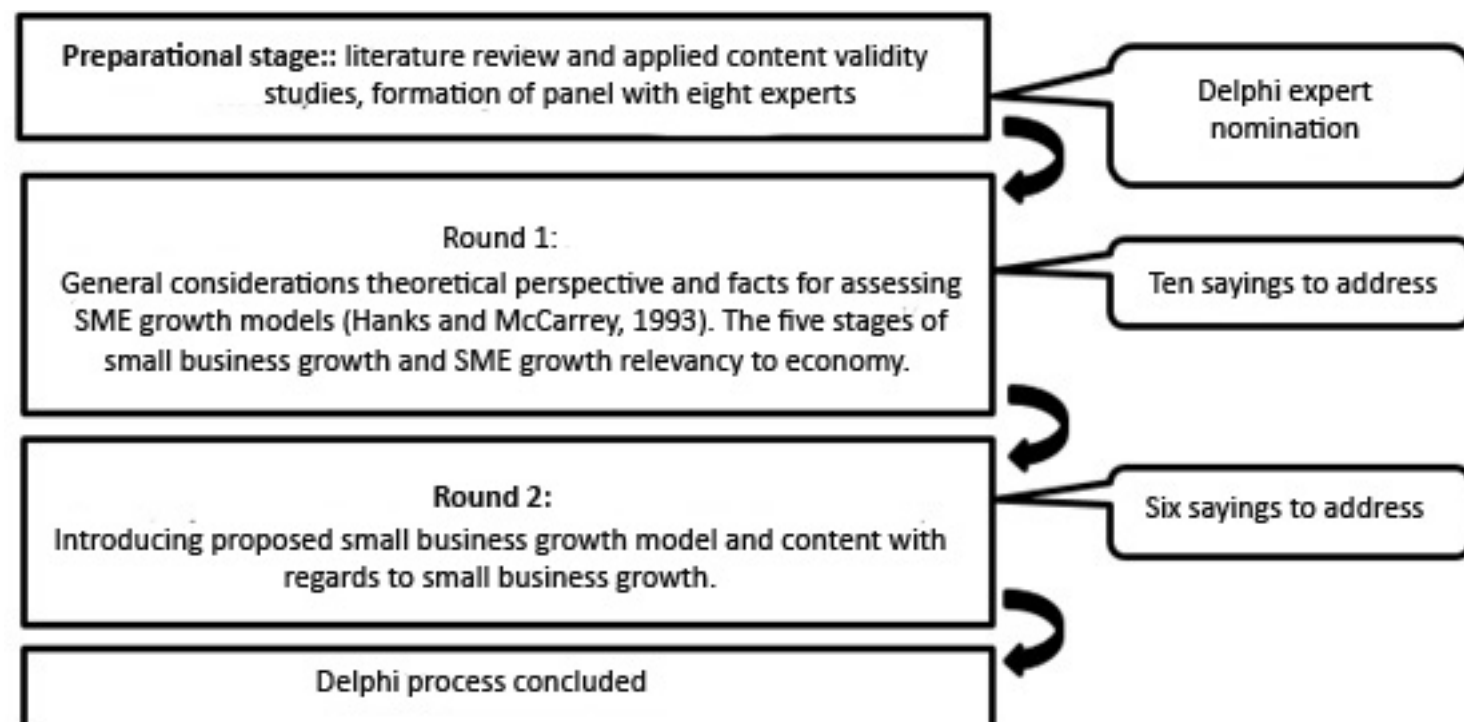 Preparational stage:: literature review and applied content validity
studies, formation of panel with eight experts
Delphi expert
nomination
Round 1:
General considerations theoretical perspective and facts for assessing
SME growth models (Hanks and McCarrey, 1993). The five stages of
small business growth and SME growth relevancy to economy.
Ten sayings to address
Round 2:
Introducing proposed small business growth model and content with
regards to small business growth.
Six sayings to address
Delphi process concluded